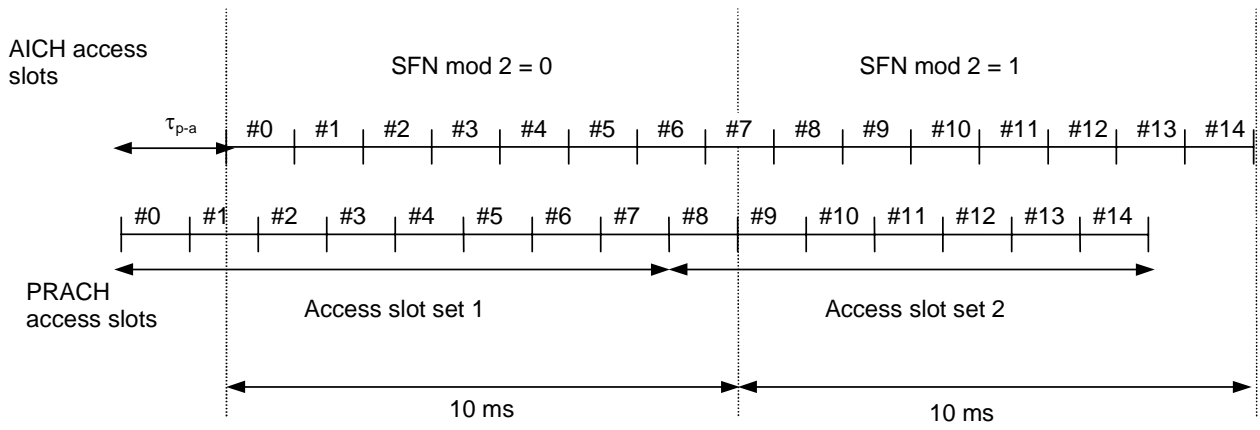 AICH access
slots
SFN mod 2 = 0
SFN mod 2 = 1
τp-a
#0 #1 #2 #3 #4 #5 #6 #7 #8 #9 #10 #11 #12 #13 #14
#0 #1 #2 #3 #4 #5 #6 #7 #8 #9 #10 #11 #12 #13 #14
PRACH
access slots
Access slot set 1
Access slot set 2
10 ms
10 ms